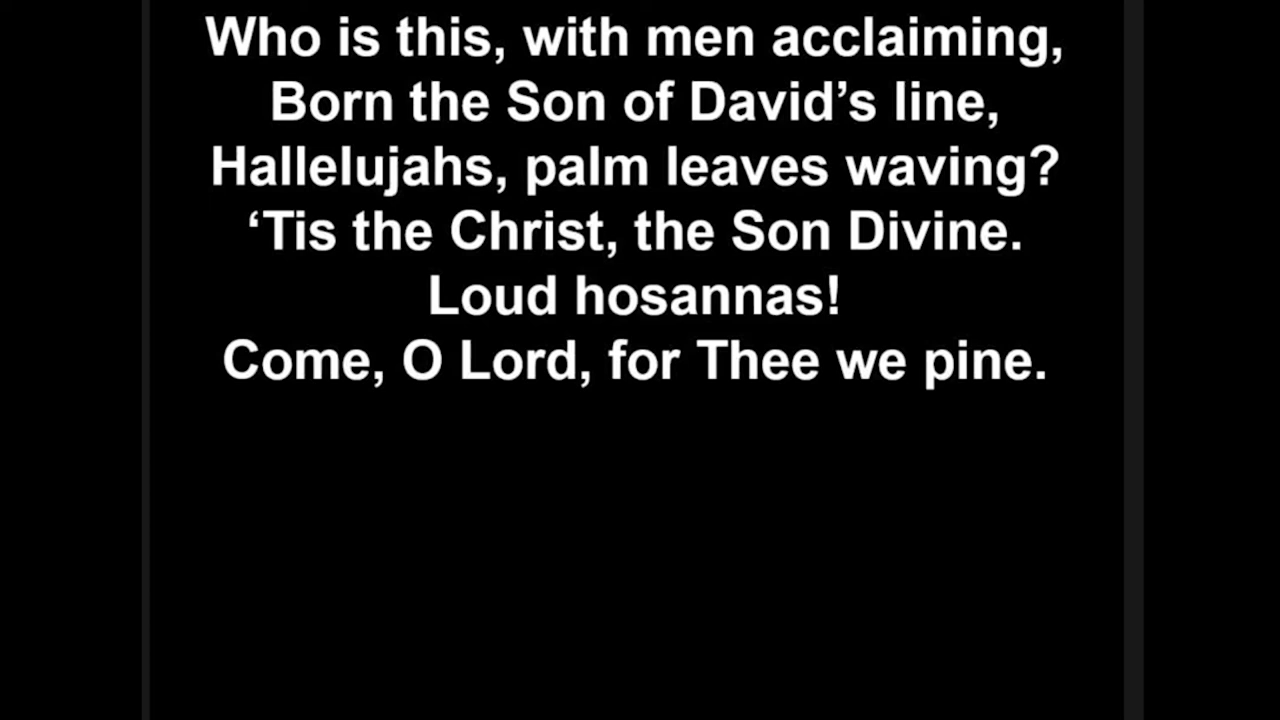 Who is this, with men acclaiming,
Born the Son of David’s line,
Hallelujahs, palm leaves waving?
‘Tis the Christ, the Son Divine.
Loud hosannas!
Come, O Lord, for Thee we pine.